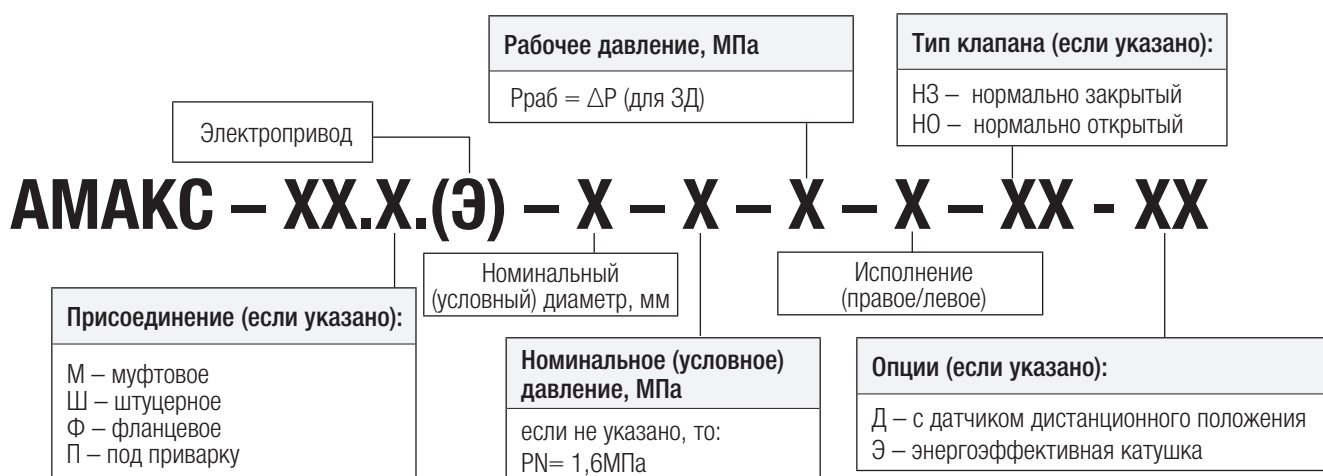 Рабочее давление, МПа
Pраб = △P (для ЗД)
Тип клапана (если указано):
НЗ – нормально закрытый
НО – нормально открытый
Электропривод
АМАКС – ХХ.Х.(Э) – Х – Х – Х – Х – ХХ - ХХ
Номинальный
(условный) диаметр, мм
Исполнение
(правое/левое)
Присоединение (если указано):
М – муфтовое
Ш – штуцерное
Ф – фланцевое
П – под приварку
Номинальное (условное)
давление, МПа
если не указано, то:
PN= 1,6МПа
Опции (если указано):
Д – с датчиком дистанционного положения
Э – энергоэффективная катушка